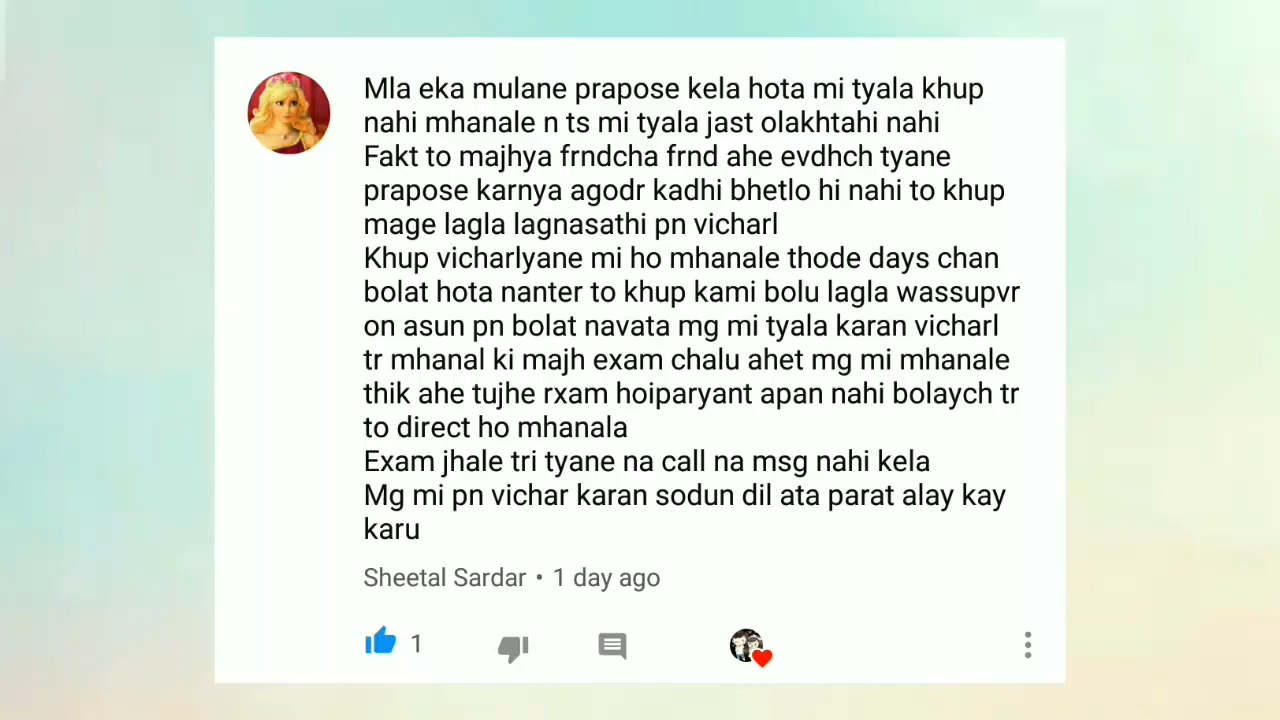 Mla eka mulane prapose kela hota mi tyala khup
nahi mhanale n ts mi tyala jast olakhtahi nahi
Fakt to majhya frndcha frnd ahe evdhch tyane
prapose karnya agodr kadhi bhetlo hi nahi to khup
mage lagla lagnasathi pn vicharl
Khup vicharlyane mi ho mhanale thode days chan
bolat hota nanter to khup kami bolu lagla wassupvr
on asun pn bolat navata mg mi tyala karan vicharl
tr mhanal ki majh exam chalu ahet mg mi mhanale
thik ahe tujhe rxam hoiparyant apan nahi bolaych tr
to direct ho mhanala
Exam jhale tri tyane na call na msg nahi kela
Mg mi pn vichar karan sodun dil ata parat alay kay
karu
Sheetal Sardar • 1 day ago
1